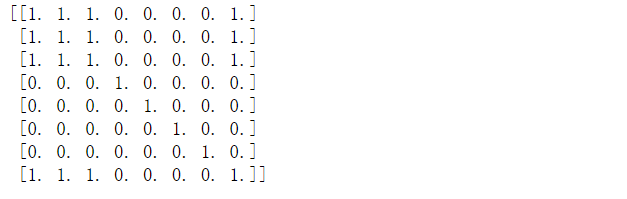 [[1. 1. 1. 0. 0. 0. 0. 1.]
[1. 1. 1. 0. 0. 0. 0. 1.]
[1. 1. 1. 0. 0. 0. 0. 1.]
[0. 0. 0. 1. 0. 0. 0. 0.]
[0. 0. 0. 0. 1. 0. 0. 0.]
[0. 0. 0. 0. 0. 1. 0. 0.]
[0. 0. 0. 0. 0. 0. 1. 0.]
[1. 1. 1. 0. 0. 0. 0. 1.]]